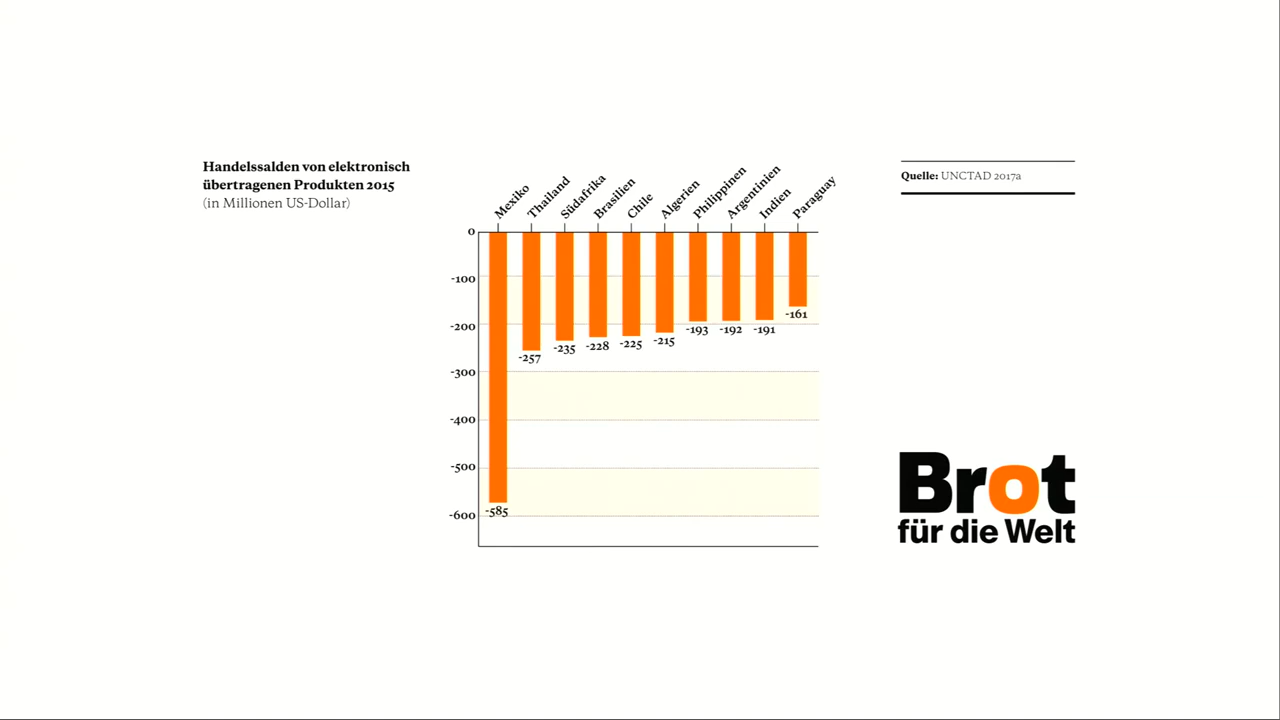 Handelssalden von elektronisch
übertragenen Produkten 2015
(in Millionen US-Dollar)
Mexiko
Thailand
Südafrika
Brasilien
Chile
Algerien
Philippinen
Argentinien
Indien
Paraguay
0
-100
-200
-300
-400
-500
-600
-585
-257
-235
-228
-225
-215
-193
-192
-191
-161
Quelle: UNCTAD 2017a
Brot
für die Welt